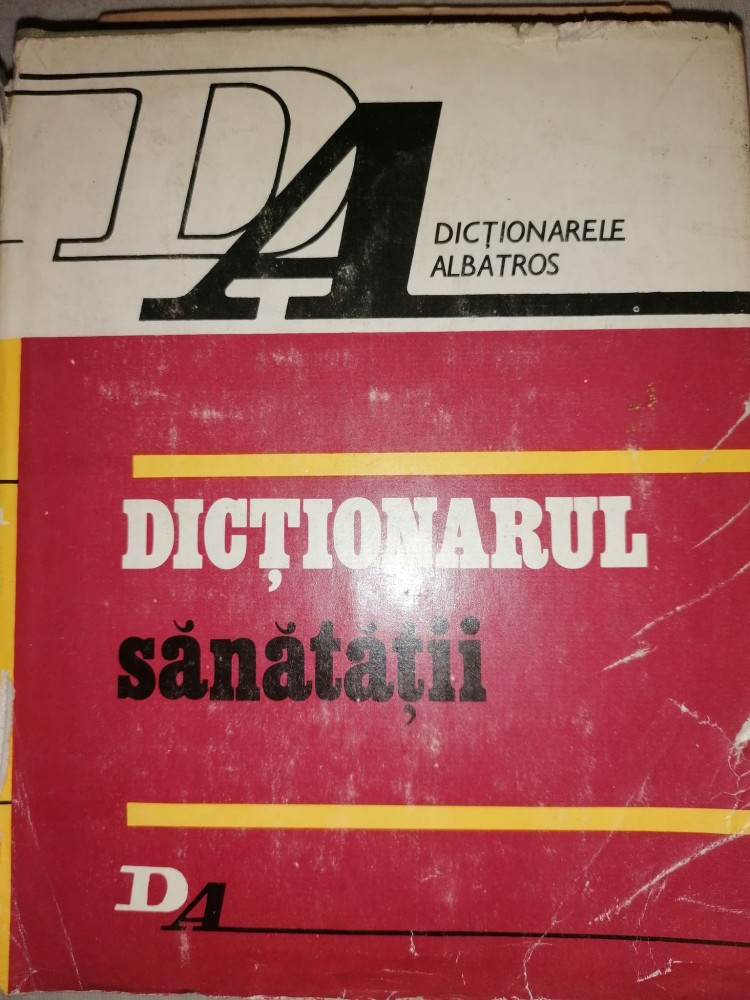 DA
DICȚIONARELE
ALBATROS
DICȚIONARUL
sănătății
DA